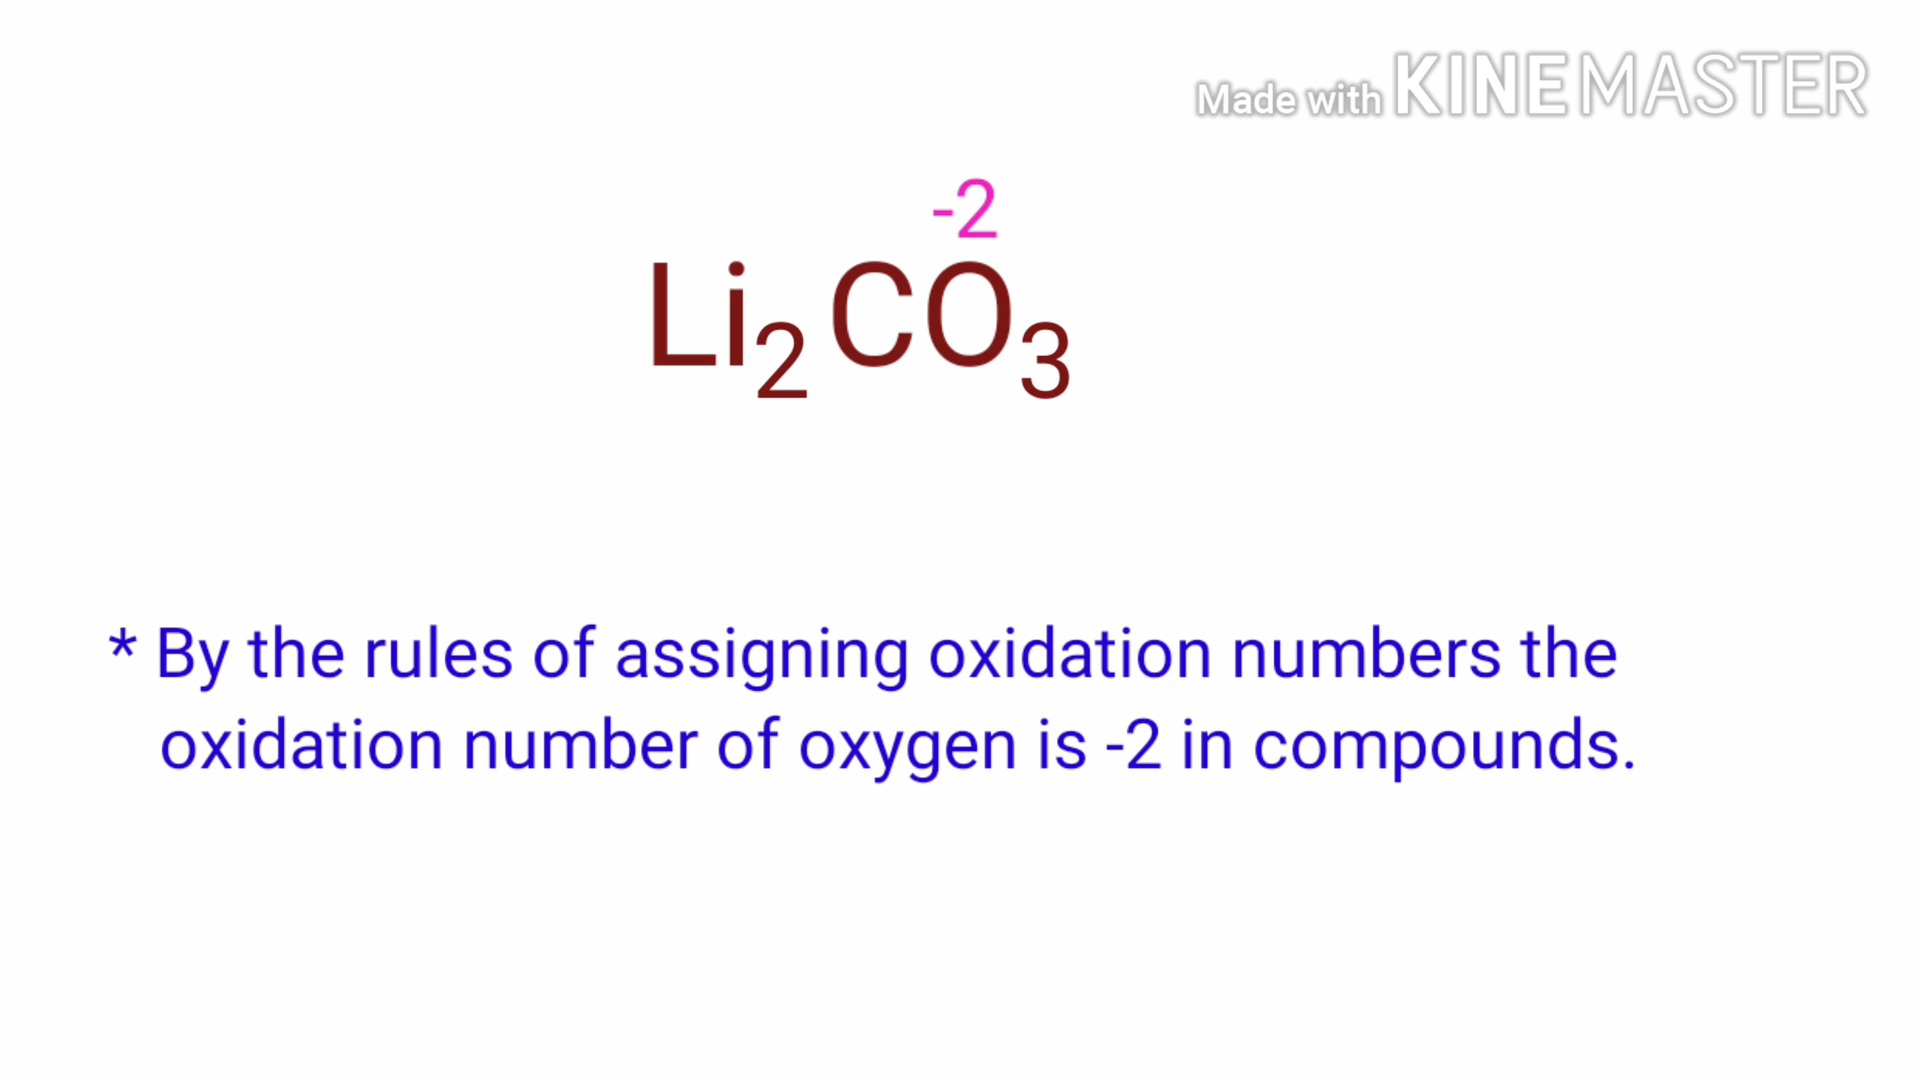 Made with KINEMASTER
-2
Li2CO3
* By the rules of assigning oxidation numbers the
oxidation number of oxygen is -2 in compounds.